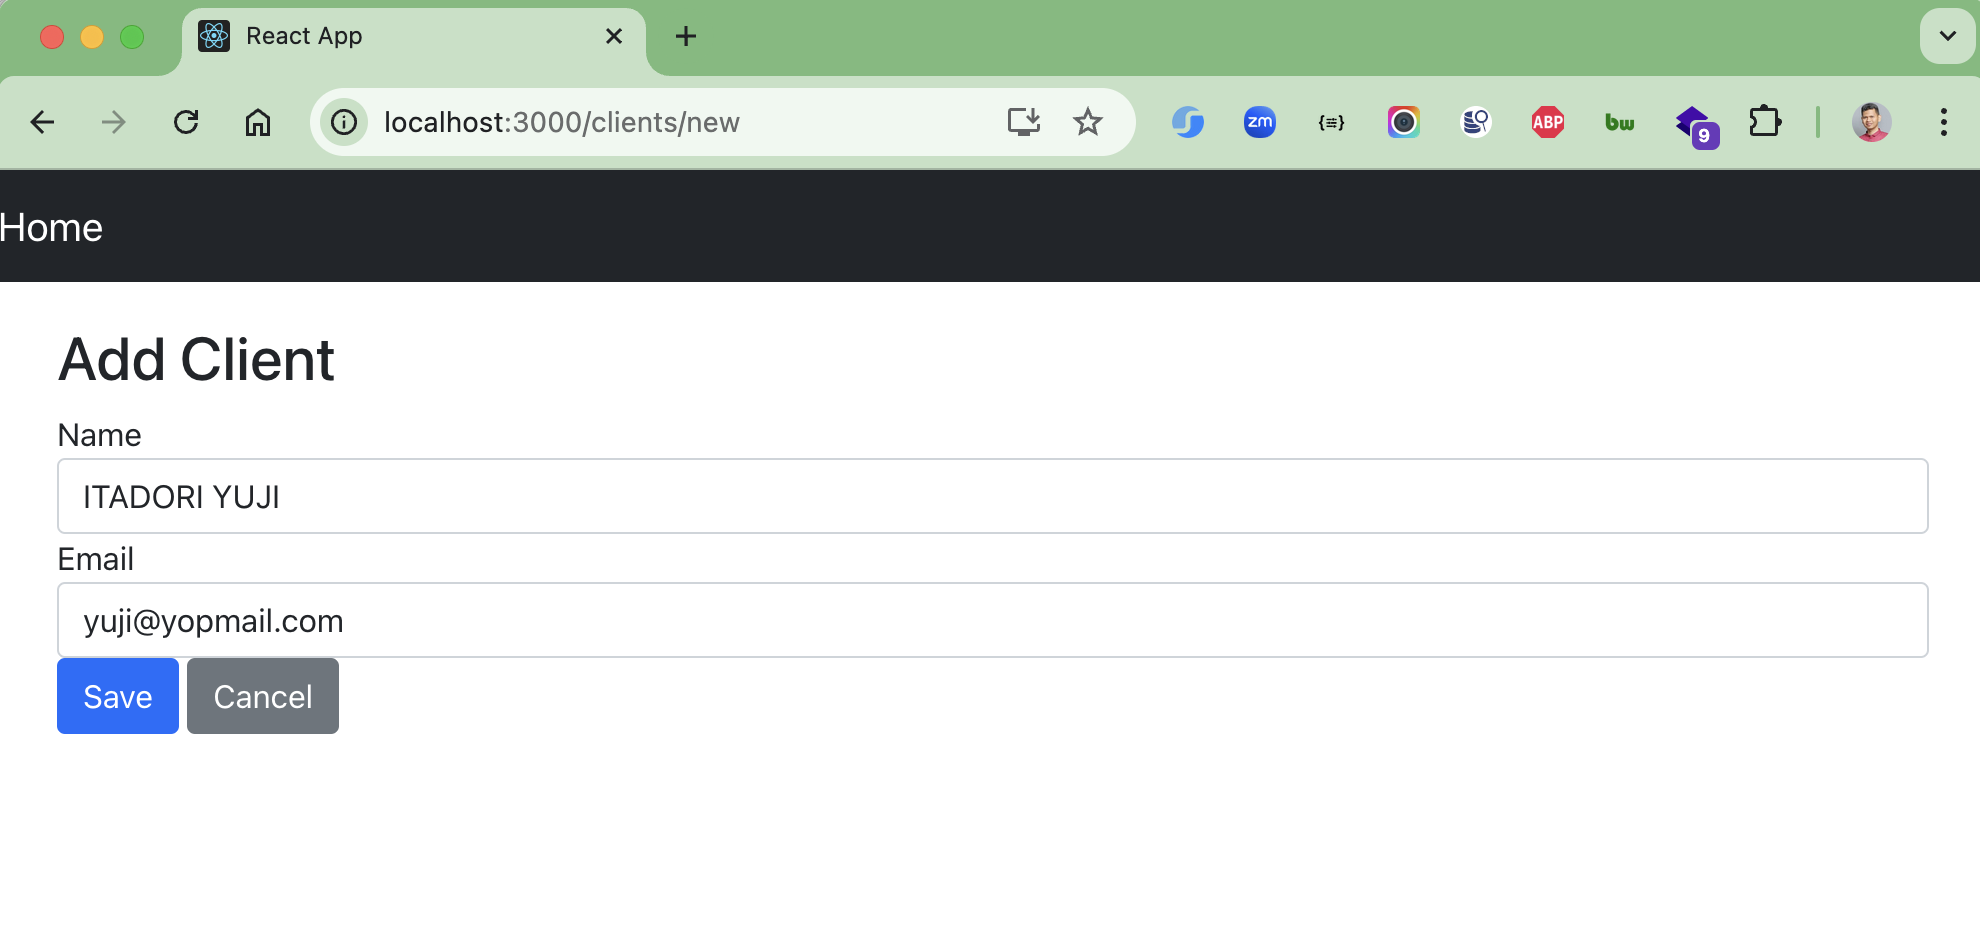 React App
localhost:3000/clients/new
zm
{≡}
ABP
bw
9
Home
Add Client
Name
ITADORI YUJI
Email
yuji@yopmail.com
Save Cancel